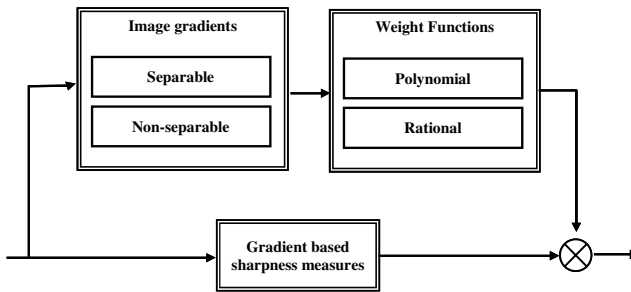 Image gradients
Separable
Non-separable
Weight Functions
Polynomial
Rational
Gradient based
sharpness measures